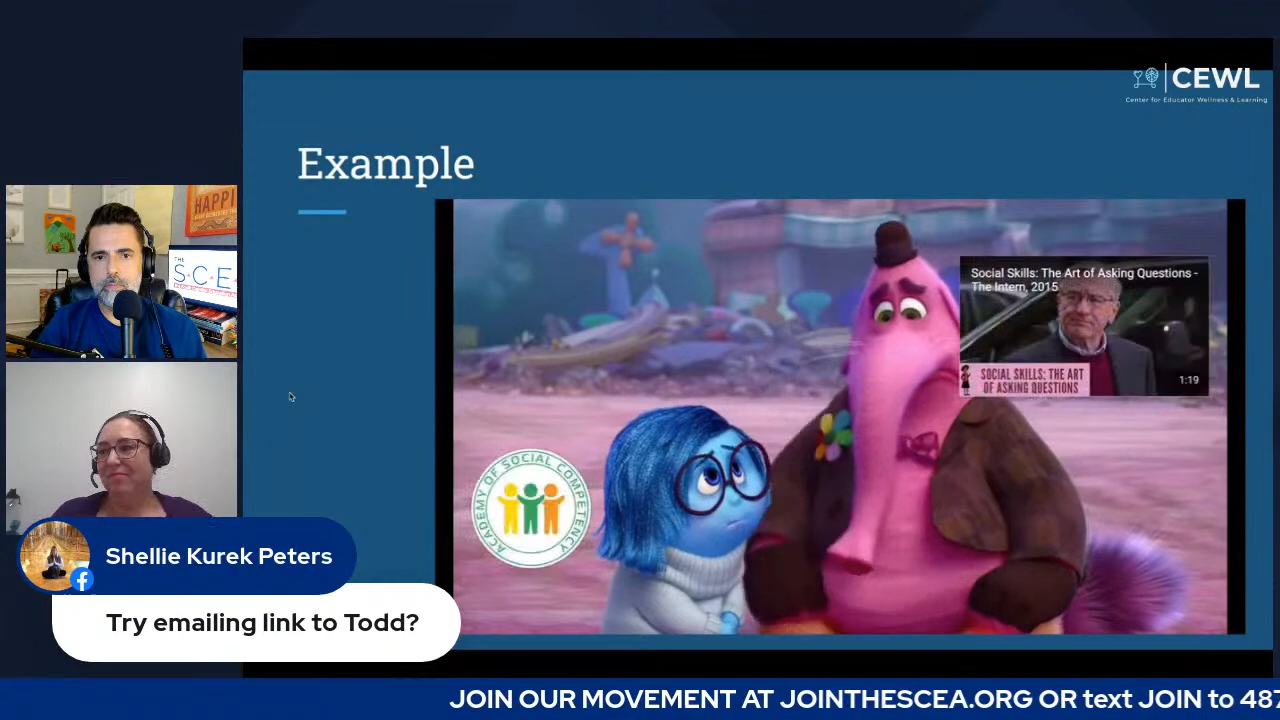 CEWL
Center for Educator Wellness & Learning
Example
HAPPI
THE
S.C.E
Social Skills: The Art of Asking Questions -
The Intern, 2015
SOCIAL SKILLS: THE ART
OF ASKING QUESTIONS
1:19
ACADEMY OF SOCIAL COMPETENCY
Shellie Kurek Peters
Try emailing link to Todd?
JOIN OUR MOVEMENT AT JOINTHESCEA.ORG OR text JOIN to 487